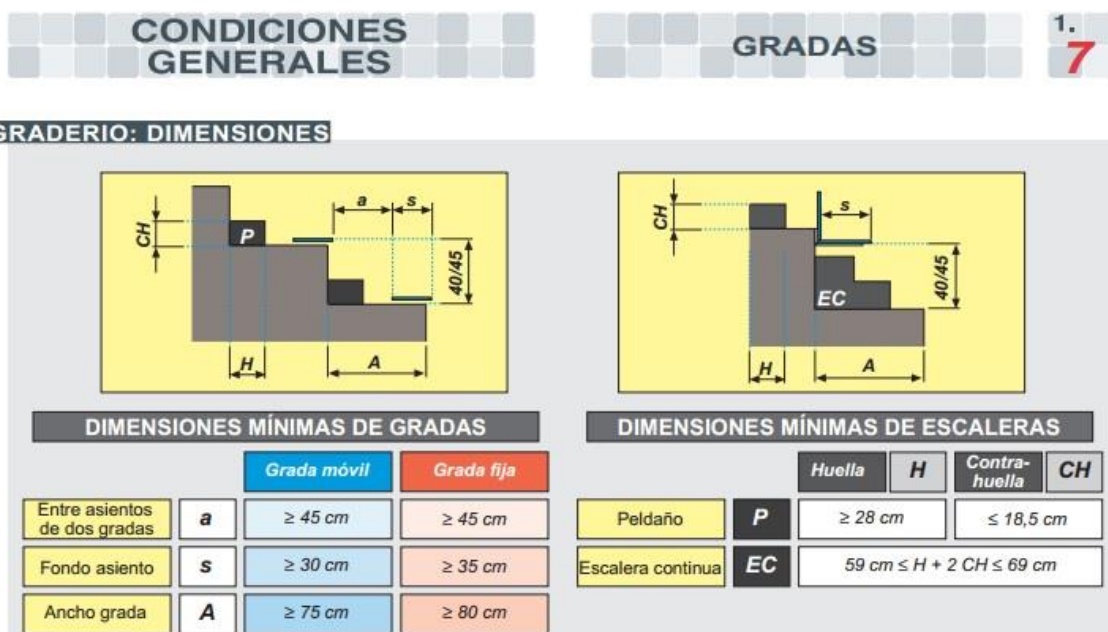 CONDICIONES
GENERALES
GRADAS
1.
7
GRADERIO: DIMENSIONES
CH
P
a
s
40/45
H
A
CH
s
40/45
EC
H
A
DIMENSIONES MÍNIMAS DE GRADAS
Grada móvil
Grada fija
Entre asientos
de dos gradas
a
≥ 45 cm
≥ 45 cm
Fondo asiento
s
≥ 30 cm
≥ 35 cm
Ancho grada
A
≥ 75 cm
≥ 80 cm
DIMENSIONES MÍNIMAS DE ESCALERAS
Huella
H
Contra-
huella
CH
Peldaño
P
≥ 28 cm
≤ 18,5 cm
Escalera continua
EC
59 cm ≤ H + 2 CH ≤ 69 cm